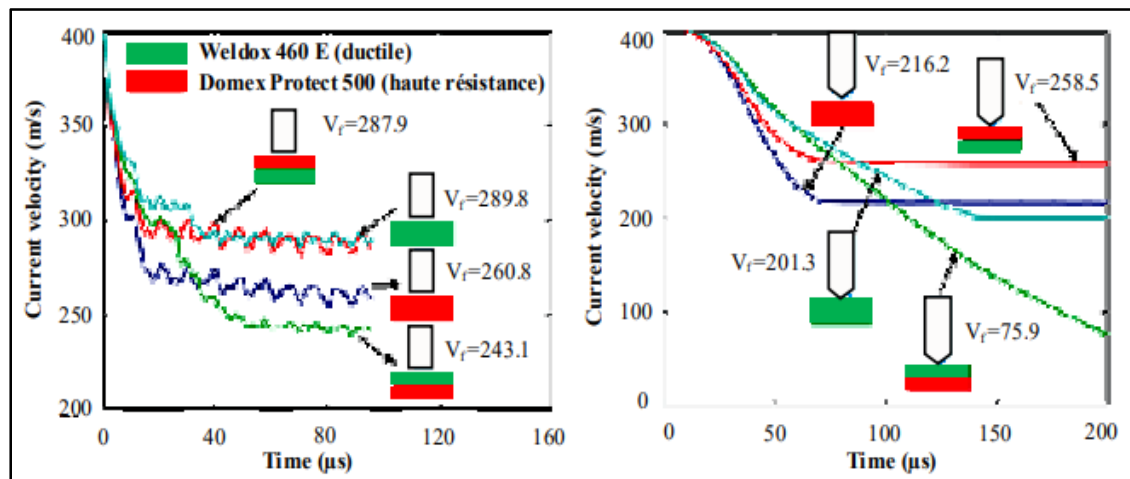 400
350
300
250
200
Current velocity (m/s)
Weldox 460 E (ductile)
Domex Protect 500 (haute résistance)
Vf=287.9
Vf=289.8
Vf=260.8
Vf=243.1
0
40
80
120
160
Time (µs)
400
300
200
100
0
Current velocity (m/s)
Vf=216.2
Vf=258.5
Vf=201.3
Vf=75.9
0
50
100
150
200
Time (µs)